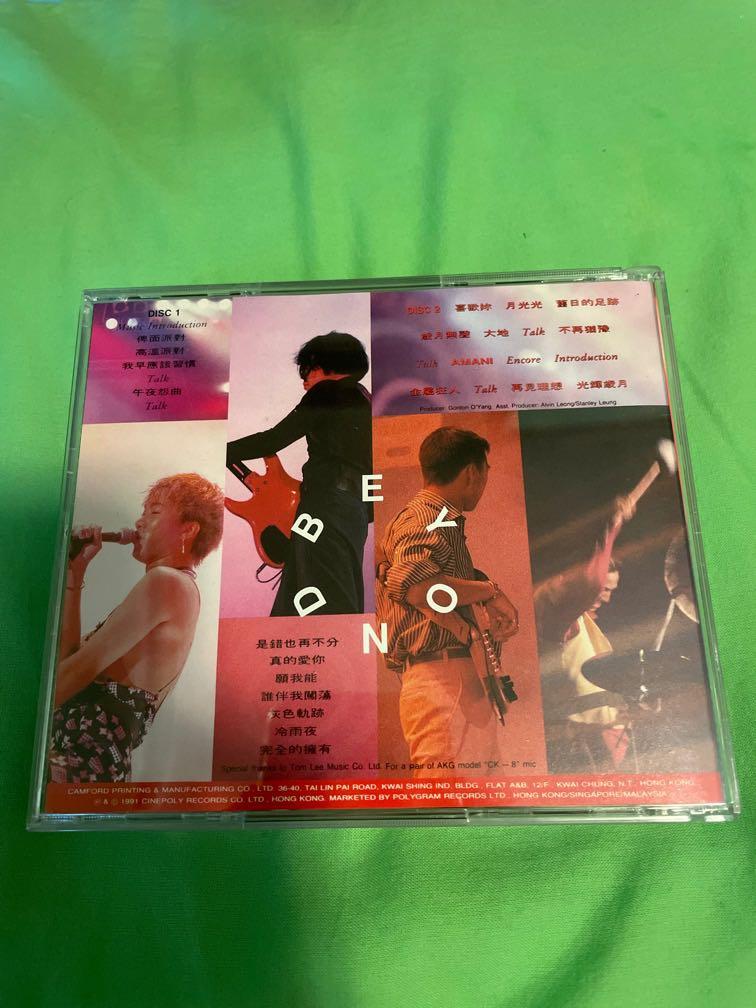 DISC 1
Music Introduction
俾面派對
高溫派對
我早應該習慣
Talk
午夜怨曲
Talk
DISC 2 喜歡妳 月光光 舊日的足跡
歲月無聲 大地 Talk 不再猶豫
Talk AMANI Encore Introduction
金屬狂人 Talk 再見理想 光輝歲月
Producer: Gordon O'Yang, Asst. Producer: Alvin Leong/Stanley Leung
BEYOND
是錯也再不分
真的愛你
願我能
誰伴我闖蕩
灰色軌跡
冷雨夜
完全的擁有
Special thanks to Tom Lee Music Co. Ltd. For a pair of AKG model "CK – 8" mic
CAMFORD PRINTING & MANUFACTURING CO., LTD. 36-40, TAI LIN PAI ROAD, KWAI SHING IND, BLDG., FLAT A&B, 12/F. KWAI CHUNG, N.T., HONG KONG.
℗ & © 1991 CINEPOLY RECORDS CO. LTD., HONG KONG. MARKETED BY POLYGRAM RECORDS LTD., HONG KONG/SINGAPORE/MALAYSIA